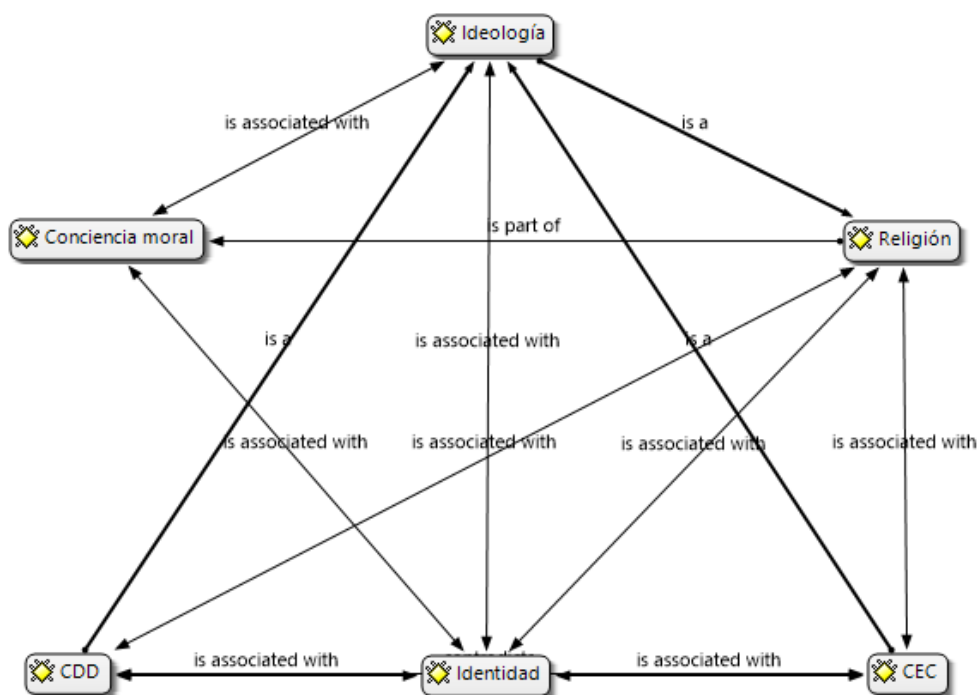 Ideología
is associated with
is a
is part of
Conciencia moral
Religión
is a
is associated with
is a
is associated with
is associated with
is associated with
is associated with
is associated with
is associated with
CDD
Identidad
CEC